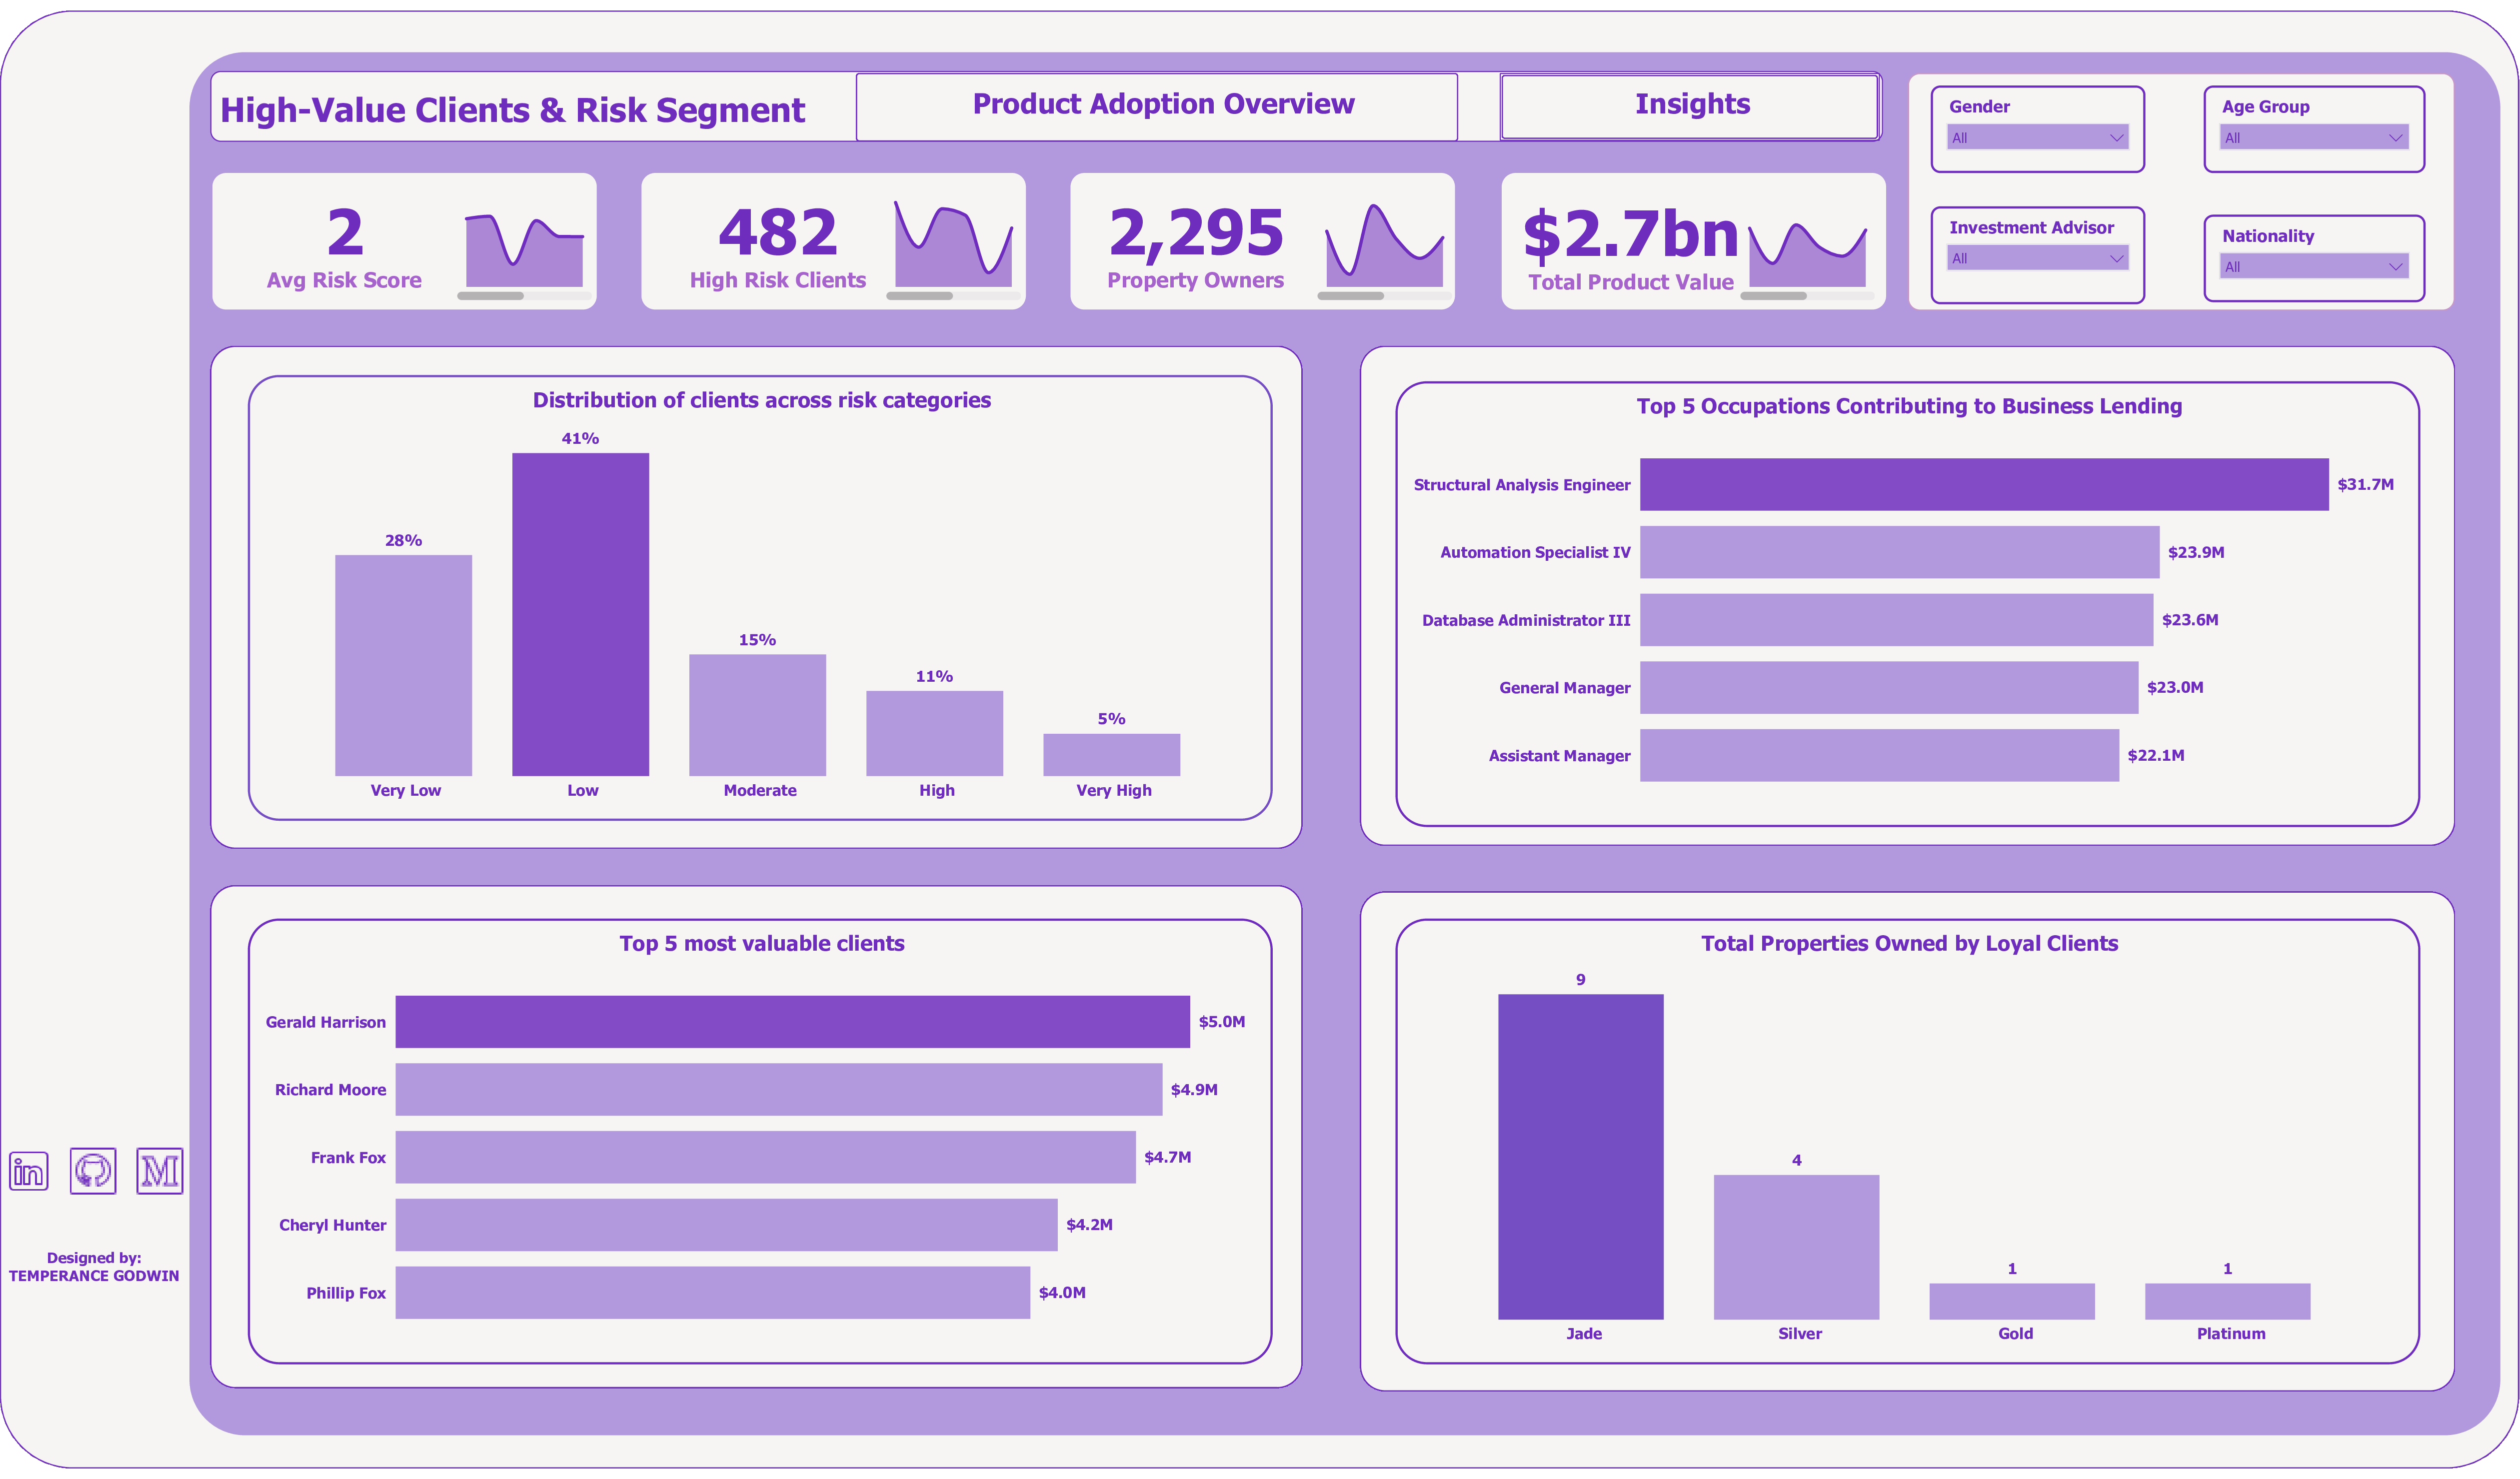 High-Value Clients & Risk Segment
Product Adoption Overview
Insights
Gender
All
Age Group
All
Investment Advisor
All
Nationality
All
2
Avg Risk Score
482
High Risk Clients
2,295
Property Owners
$2.7bn
Total Product Value
Distribution of clients across risk categories
28%
41%
15%
11%
5%
Very Low
Low
Moderate
High
Very High
Top 5 Occupations Contributing to Business Lending
Structural Analysis Engineer
$31.7M
Automation Specialist IV
$23.9M
Database Administrator III
$23.6M
General Manager
$23.0M
Assistant Manager
$22.1M
Top 5 most valuable clients
Gerald Harrison
$5.0M
Richard Moore
$4.9M
Frank Fox
$4.7M
Cheryl Hunter
$4.2M
Phillip Fox
$4.0M
Total Properties Owned by Loyal Clients
9
4
1
1
Jade
Silver
Gold
Platinum
in
M
Designed by:
TEMPERANCE GODWIN